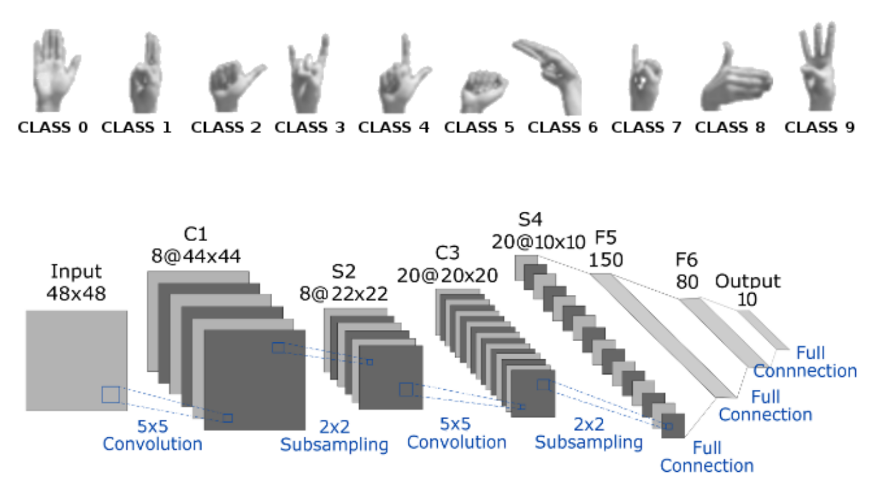 CLASS 0 CLASS 1 CLASS 2 CLASS 3 CLASS 4 CLASS 5 CLASS 6 CLASS 7 CLASS 8 CLASS 9
Input
48x48
C1
8@44x44
S2
8@22x22
C3
20@20x20
S4
20@10x10
F5
150
F6
80
Output
10
5x5
Convolution
2x2
Subsampling
5x5
Convolution
2x2
Subsampling
Full
Connection
Full
Connection
Full
Connnection